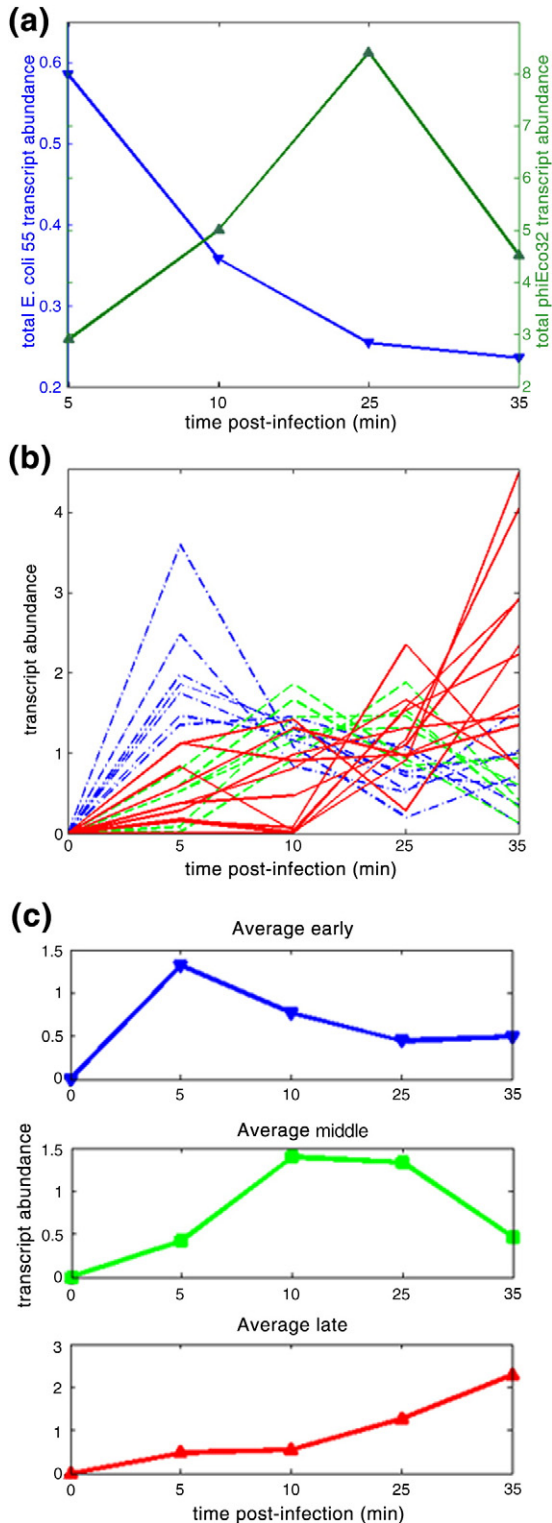 (a)
total E. coli 55 transcript abundance
0.6
0.5
0.4
0.3
0.2
total phiEco32 transcript abundance
8
7
6
5
4
3
2
5 10 25 35
time post-infection (min)
(b)
transcript abundance
4
3
2
1
0
0 5 10 25 35
time post-infection (min)
(c)
Average early
1.5
1
0.5
0
0 5 10 25 35
Average middle
transcript abundance
1.5
1
0.5
0
0 5 10 25 35
Average late
3
2
1
0
0 5 10 25 35
time post-infection (min)